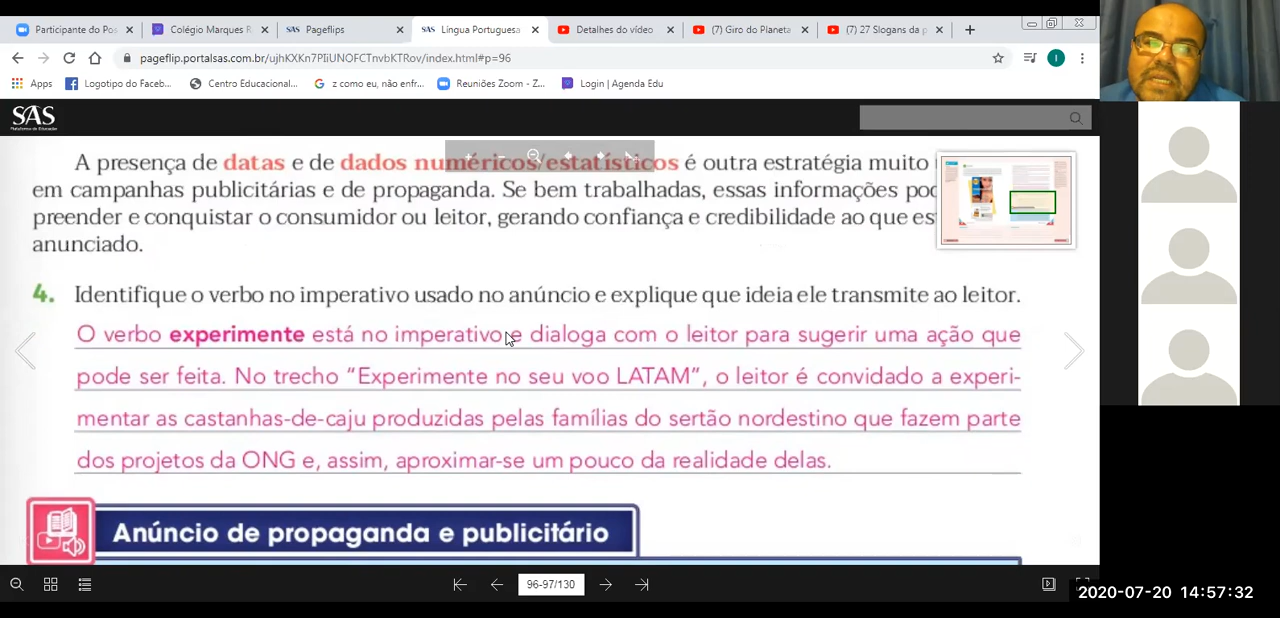 Participante do Pos
Colégio Marques R
Pageflips
Língua Portuguesa
Detalhes do vídeo
(7) Giro do Planeta
(7) 27 Slogans da p
pageflip.portalsas.com.br/ujhKXKn7PTiIJNOFCTnvbKTRov/index.html#p=96
Apps
Logotipo do Faceb...
Centro Educacional...
z como eu, não enfr...
Reuniões Zoom - Z...
Login | Agenda Edu
SAS
Plataforma de Educação
A presença de datas e de dados numéricos/estatísticos é outra estratégia muito
em campanhas publicitárias e de propaganda. Se bem trabalhadas, essas informações
preender e conquistar o consumidor ou leitor, gerando confiança e credibilidade ao que
anunciado.
4. Identifique o verbo no imperativo usado no anúncio e explique que ideia ele transmite ao leitor.
O verbo experimente está no imperativo e dialoga com o leitor para sugerir uma ação que
pode ser feita. No trecho “Experimente no seu voo LATAM”, o leitor é convidado a experi-
mentar as castanhas-de-caju produzidas pelas famílias do sertão nordestino que fazem parte
dos projetos da ONG e, assim, aproximar-se um pouco da realidade delas.
Anúncio de propaganda e publicitário
96-97/130
2020-07-20 14:57:32